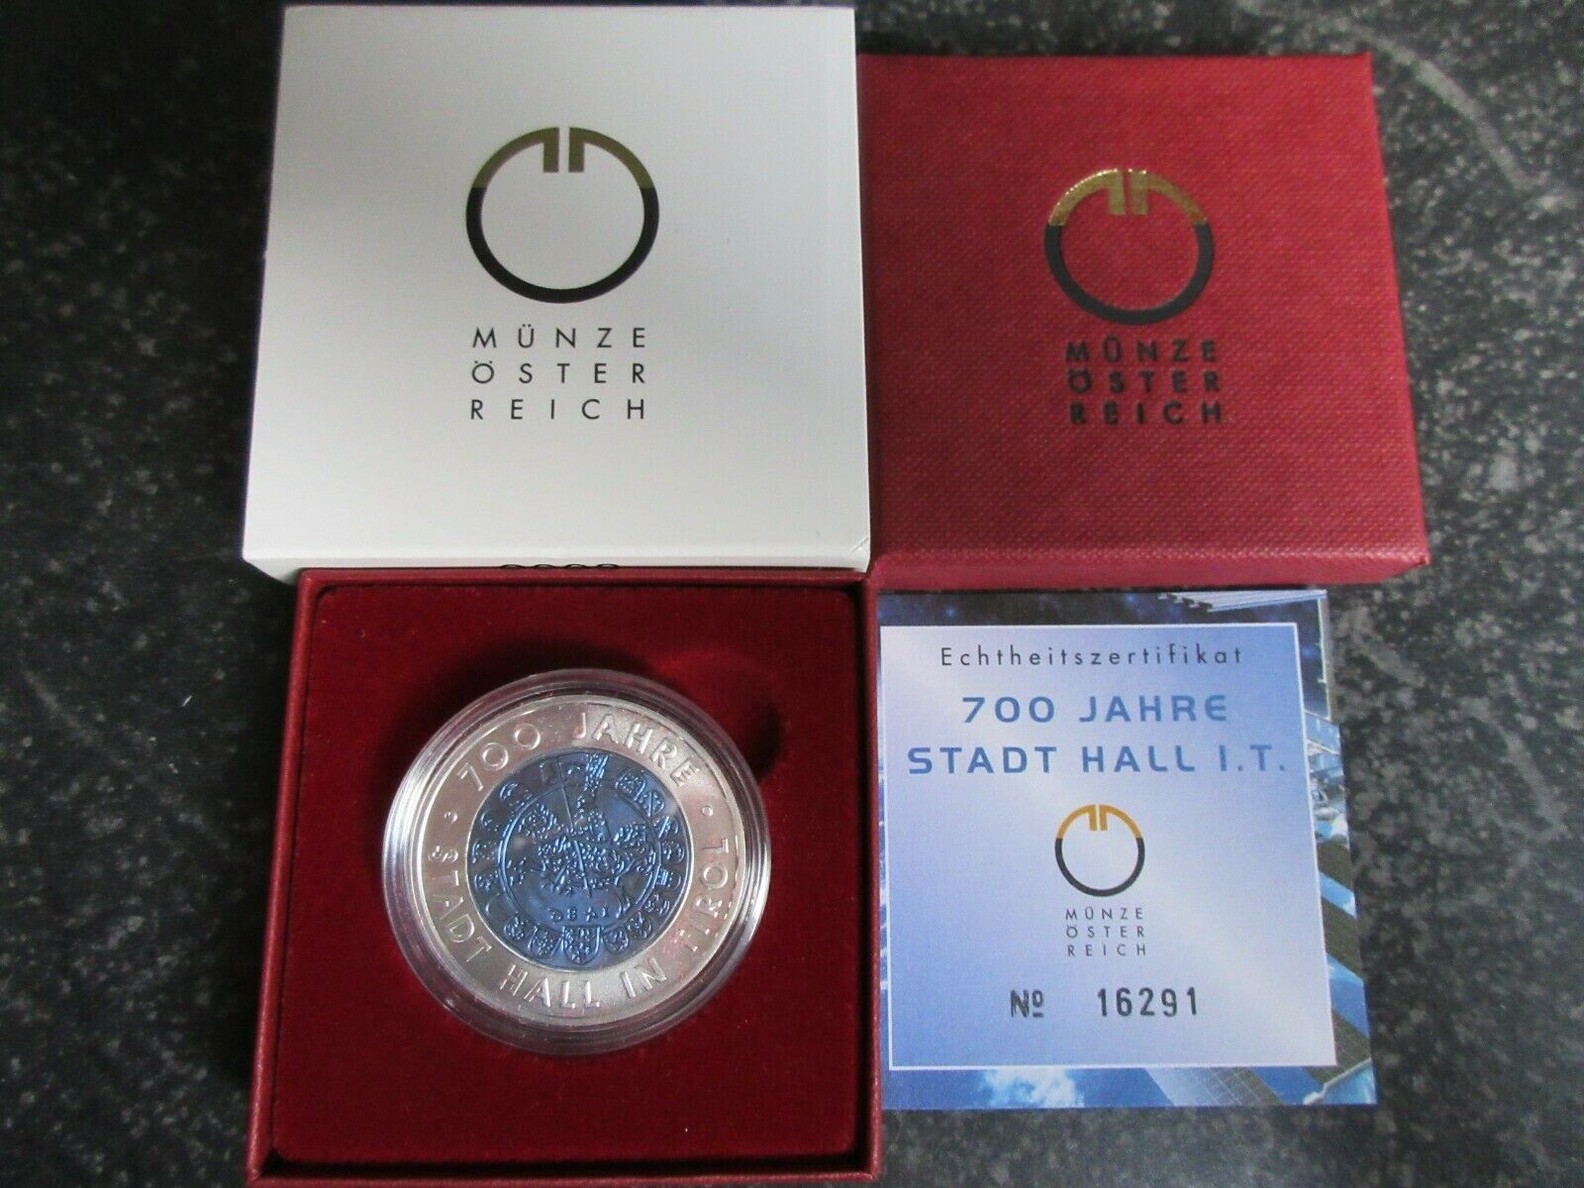 MÜNZE
ÖSTER
REICH
MÜNZE
ÖSTER
REICH
700 JAHRE
STADT HALL IN TIROL
Echtheitszertifikat
700 JAHRE
STADT HALL I.T.
MÜNZE
ÖSTER
REICH
Nº 16291